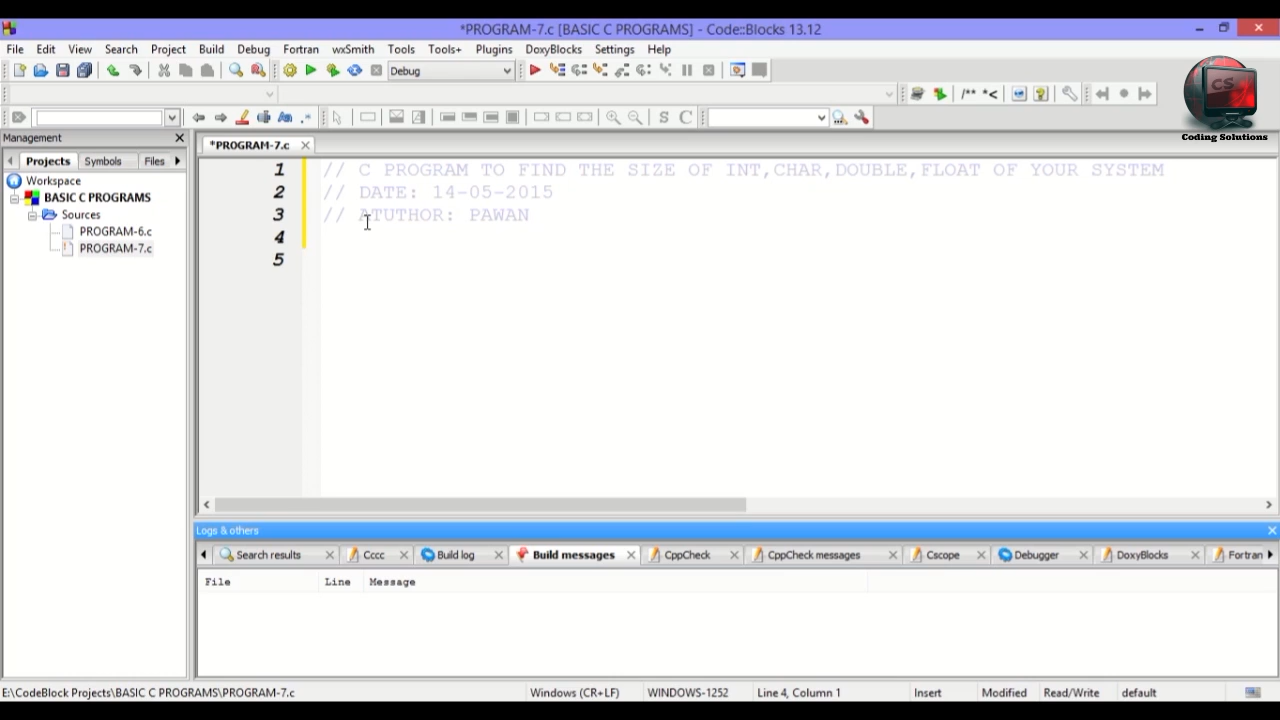 *PROGRAM-7.c [BASIC C PROGRAMS] - Code::Blocks 13.12
File Edit View Search Project Build Debug Fortran wxSmith Tools Tools+ Plugins DoxyBlocks Settings Help
Debug
/** *<
S C
CS
Coding Solutions
Management
Projects Symbols Files
Workspace
BASIC C PROGRAMS
Sources
PROGRAM-6.c
PROGRAM-7.c
*PROGRAM-7.c
1 // C PROGRAM TO FIND THE SIZE OF INT,CHAR,DOUBLE,FLOAT OF YOUR SYSTEM
2 // DATE: 14-05-2015
3 // ATUTHOR: PAWAN
4
5
Logs & others
Search results Cccc Build log Build messages CppCheck CppCheck messages Cscope Debugger DoxyBlocks Fortran
File Line Message
E:\CodeBlock Projects\BASIC C PROGRAMS\PROGRAM-7.c Windows (CR+LF) WINDOWS-1252 Line 4, Column 1 Insert Modified Read/Write default